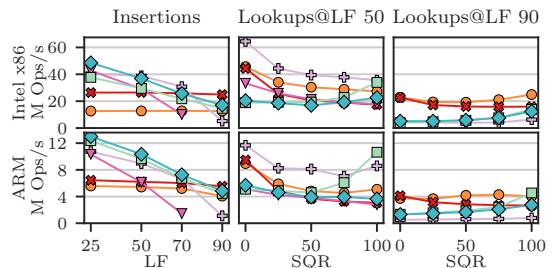 Insertions Lookups@LF 50 Lookups@LF 90
Intel x86
M Ops/s
60
40
20
0
ARM
M Ops/s
12
8
4
0
25 50 70 90 0 50 100 0 50 100
LF SQR SQR